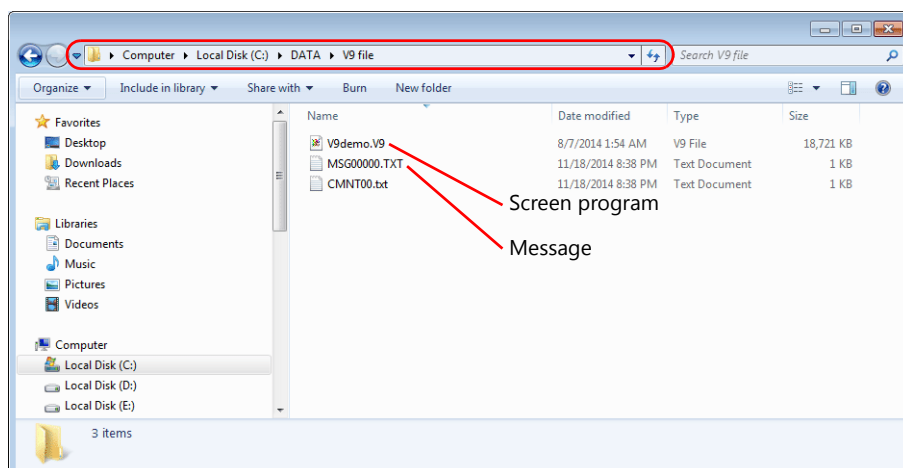 Computer Local Disk (C:) DATA V9 file Search V9 file
Organize Include in library Share with Burn New folder
Favorites
Desktop
Downloads
Recent Places
Libraries
Documents
Music
Pictures
Videos
Computer
Local Disk (C:)
Local Disk (D:)
Local Disk (E:)
Name Date modified Type Size
V9demo.V9 8/7/2014 1:54 AM V9 File 18,721 KB
MSG00000.TXT 11/18/2014 8:38 PM Text Document 1 KB
CMNT00.txt 11/18/2014 8:38 PM Text Document 1 KB
Screen program
Message
3 items